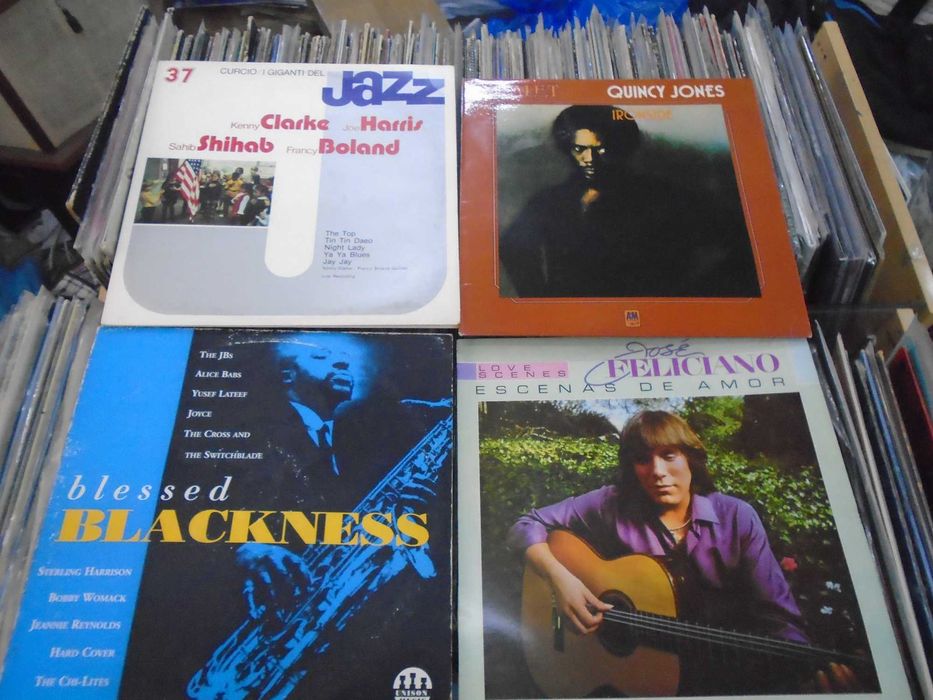 37 CURCIO / I GIGANTI DEL Jazz
Kenny Clarke Joe Harris
Sahib Shihab Francy Boland
The Top
Tin Tin Daeo
Night Lady
Ya Ya Blues
Jay Jay
QUINCY JONES
IRONSIDE
AM
THE JBS
ALICE BABS
YUSEF LATEEF
JOYCE
THE CROSS AND
THE SWITCHBLADE
blessed
BLACKNESS
STERLING HARRISON
BOBBY WOMACK
JEANNIE REYNOLDS
HARD COVER
THE CHI-LITES
UNISON
LOVE SCENES
JOSÉ FELICIANO
ESCENAS DE AMOR